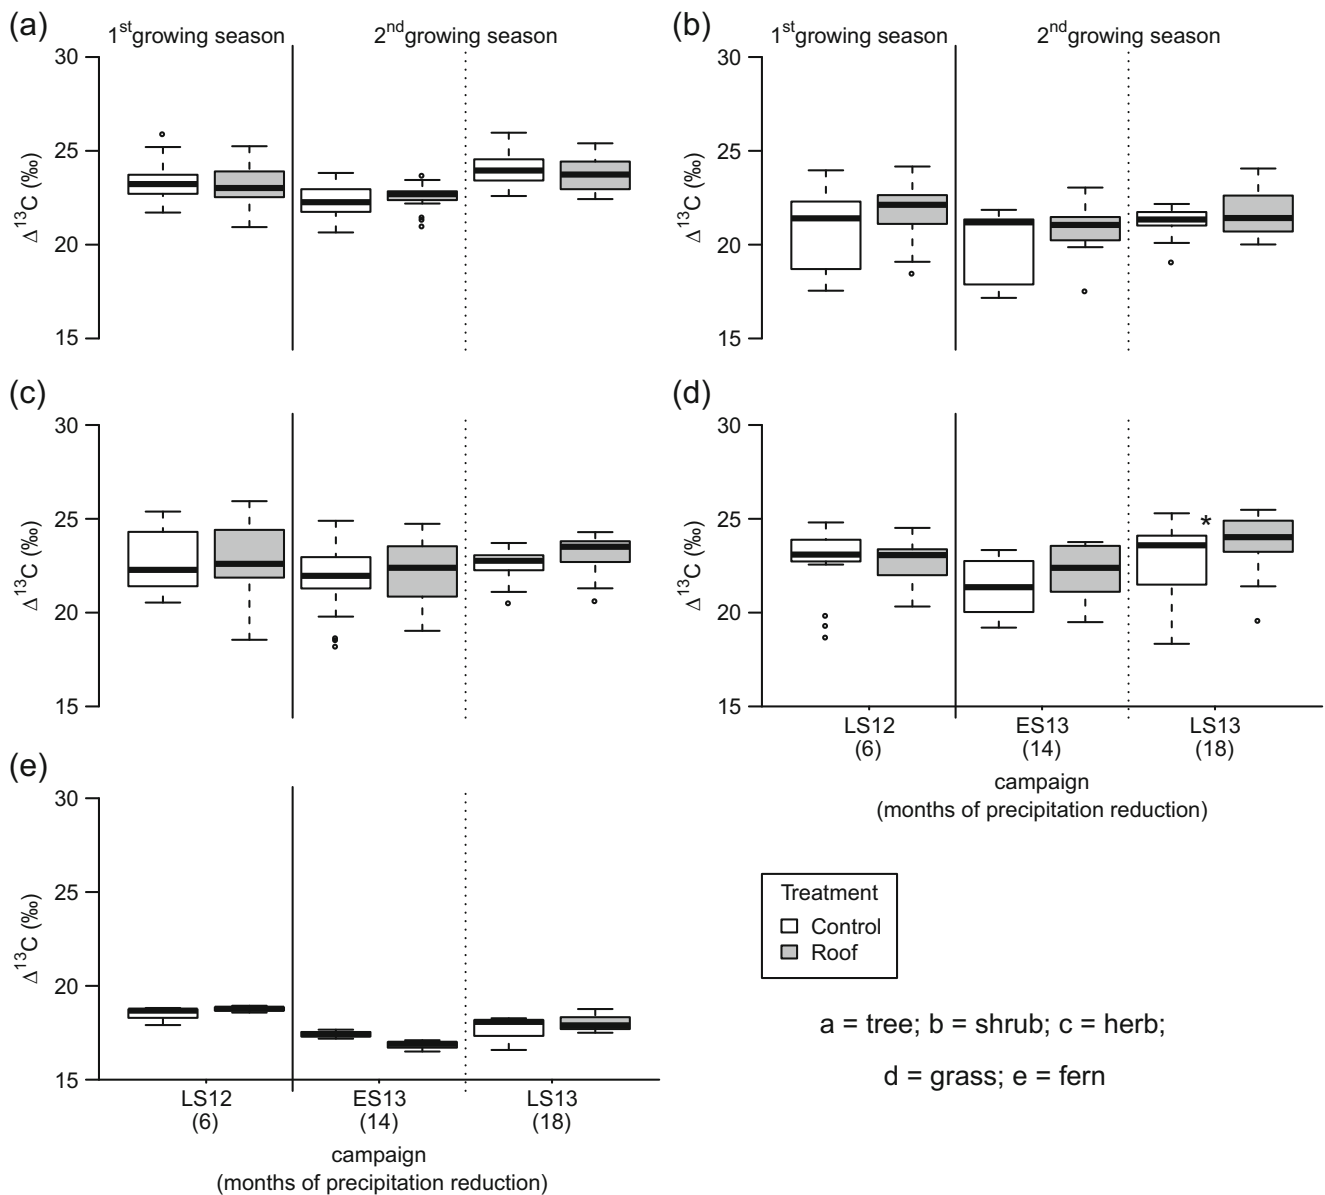 (a)
1st growing season 2nd growing season
30
25
20
15
Δ13C (‰)
(b)
1st growing season 2nd growing season
30
25
20
15
Δ13C (‰)
(c)
30
25
20
15
Δ13C (‰)
(d)
30
25
20
15
Δ13C (‰)
*
LS12 ES13 LS13
(6) (14) (18)
campaign
(months of precipitation reduction)
(e)
30
25
20
15
Δ13C (‰)
LS12 ES13 LS13
(6) (14) (18)
campaign
(months of precipitation reduction)
Treatment
Control
Roof
a = tree; b = shrub; c = herb;
d = grass; e = fern